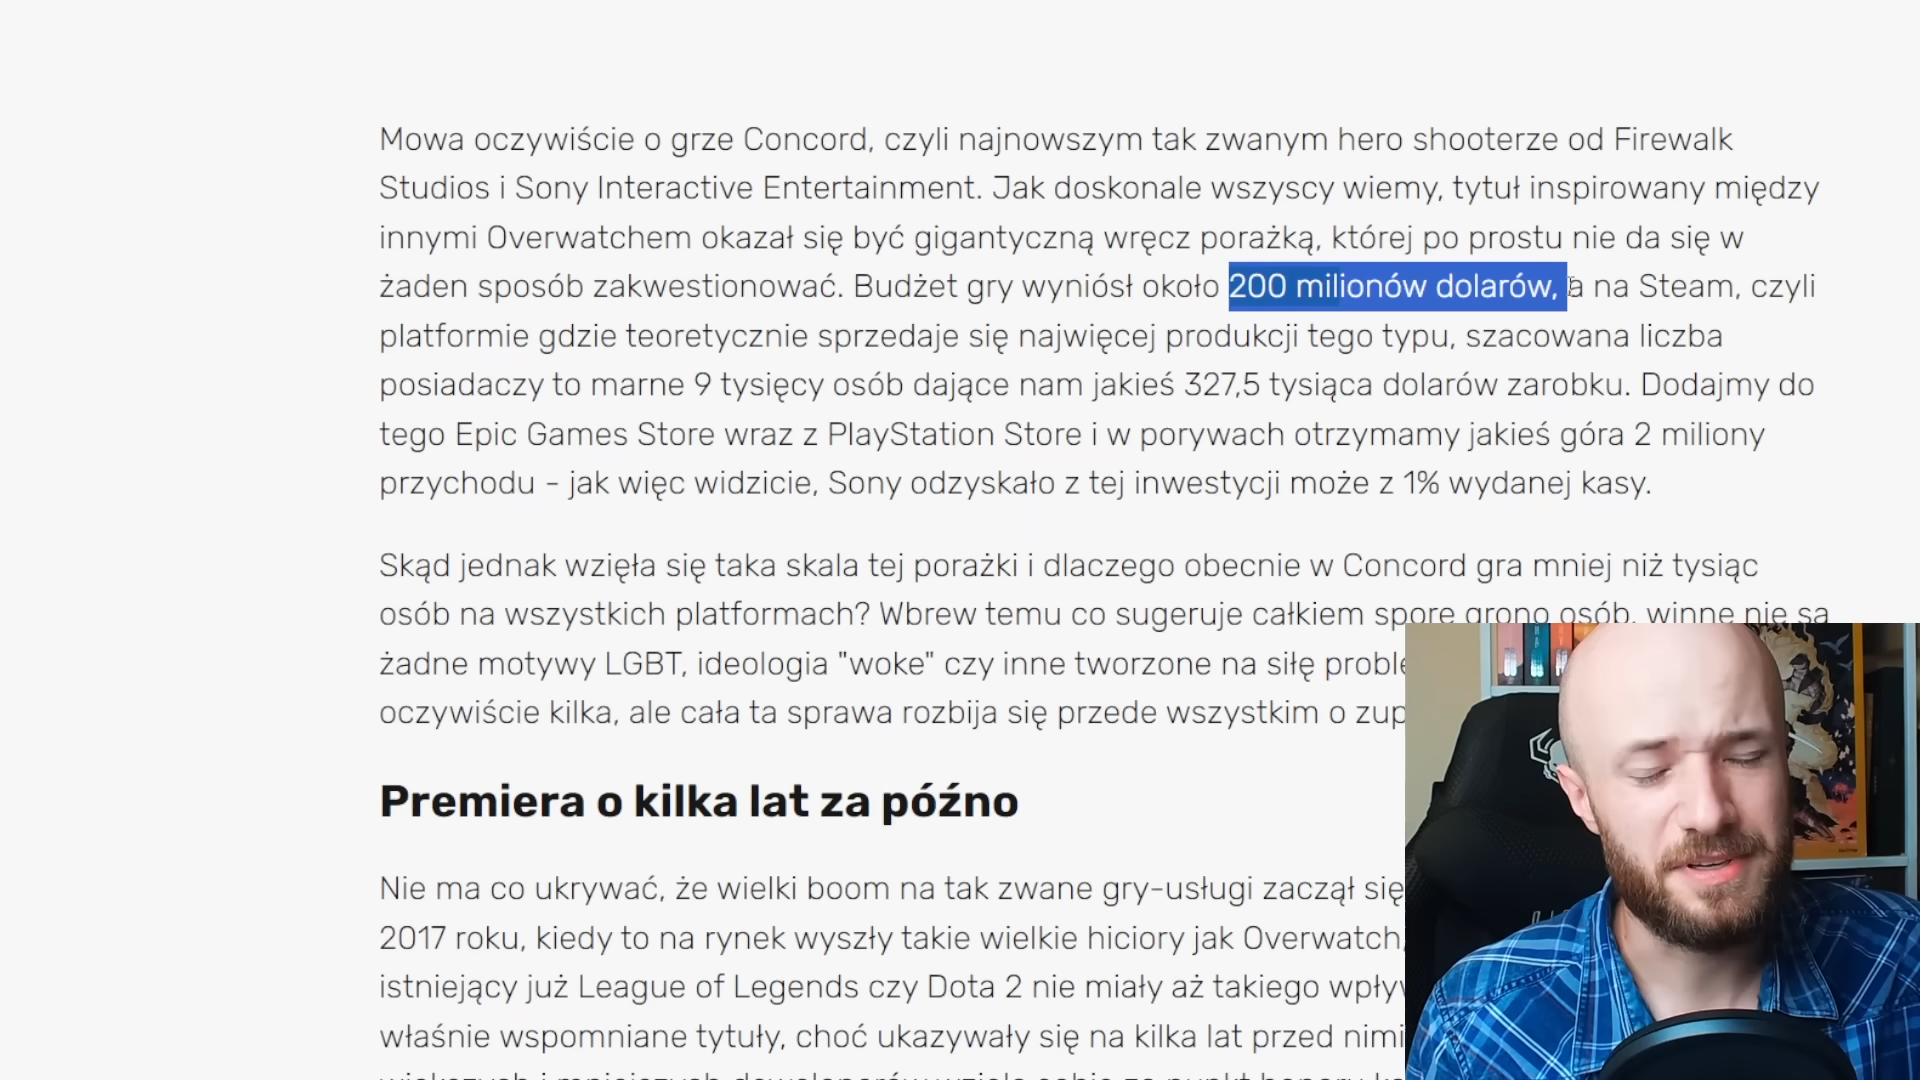 Mowa oczywiście o grze Concord, czyli najnowszym tak zwanym hero shooterze od Firewalk
Studios i Sony Interactive Entertainment. Jak doskonale wszyscy wiemy, tytuł inspirowany między
innymi Overwatchem okazał się być gigantyczną wręcz porażką, której po prostu nie da się w
żaden sposób zakwestionować. Budżet gry wyniósł około 200 milionów dolarów, a na Steam, czyli
platformie gdzie teoretycznie sprzedaje się najwięcej produkcji tego typu, szacowana liczba
posiadaczy to marne 9 tysięcy osób dające nam jakieś 327,5 tysiąca dolarów zarobku. Dodajmy do
tego Epic Games Store wraz z PlayStation Store i w porywach otrzymamy jakieś góra 2 miliony
przychodu - jak więc widzicie, Sony odzyskało z tej inwestycji może z 1% wydanej kasy.
Skąd jednak wzięła się taka skala tej porażki i dlaczego obecnie w Concord gra mniej niż tysiąc
osób na wszystkich platformach? Wbrew temu co sugeruje całkiem spore grono osób, winne nie są
żadne motywy LGBT, ideologia "woke" czy inne tworzone na siłę
oczywiście kilka, ale cała ta sprawa rozbija się przede wszystkim o
Premiera o kilka lat za późno
Nie ma co ukrywać, że wielki boom na tak zwane gry-usługi zaczął się
2017 roku, kiedy to na rynek wyszły takie wielkie hiciory jak Overwatch,
istniejący już League of Legends czy Dota 2 nie miały aż takiego
właśnie wspomniane tytuły, choć ukazywały się na kilka lat przed nimi